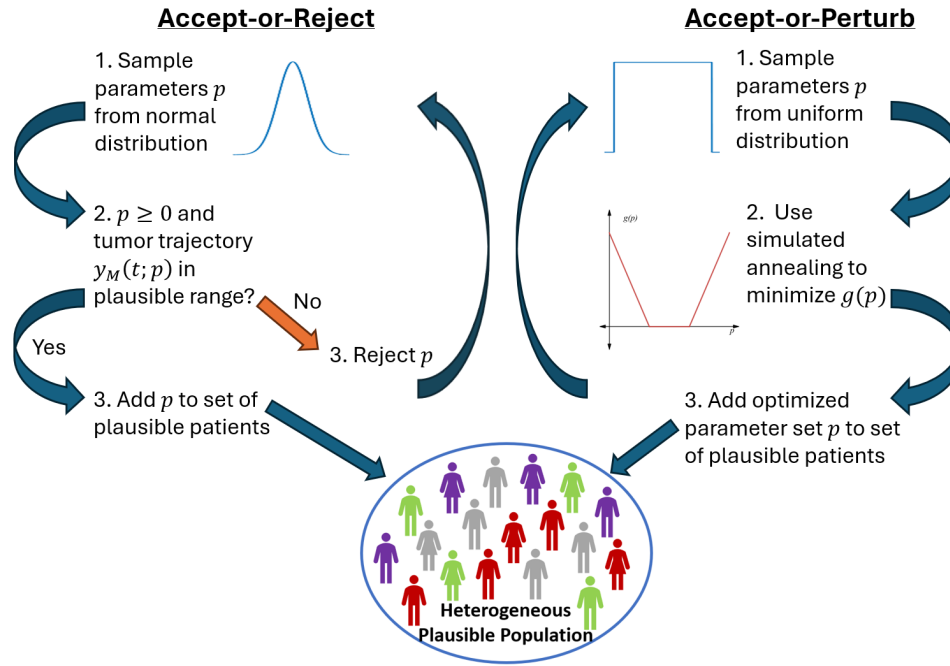 Accept-or-Reject
1. Sample
parameters 𝑝
from normal
distribution
2. 𝑝 ≥ 0 and
tumor trajectory
𝑦𝑀(𝑡; 𝑝) in
plausible range?
No
Yes
3. Reject 𝑝
3. Add 𝑝 to set of
plausible patients
Accept-or-Perturb
1. Sample
parameters 𝑝
from uniform
distribution
g(p)
p
2. Use
simulated
annealing to
minimize 𝑔(𝑝)
3. Add optimized
parameter set 𝑝 to set
of plausible patients
Heterogeneous
Plausible Population